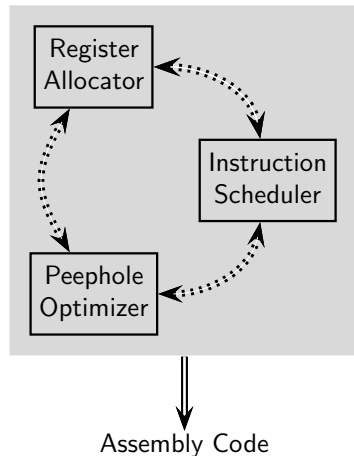 Register
Allocator
Instruction
Scheduler
Peephole
Optimizer
Assembly Code